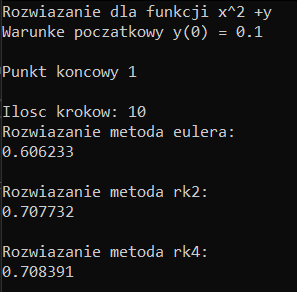 Rozwiazanie dla funkcji x^2 +y
Warunke poczatkowy y(0) = 0.1
Punkt koncowy 1
Ilosc krokow: 10
Rozwiazanie metoda eulera:
0.606233
Rozwiazanie metoda rk2:
0.707732
Rozwiazanie metoda rk4:
0.708391